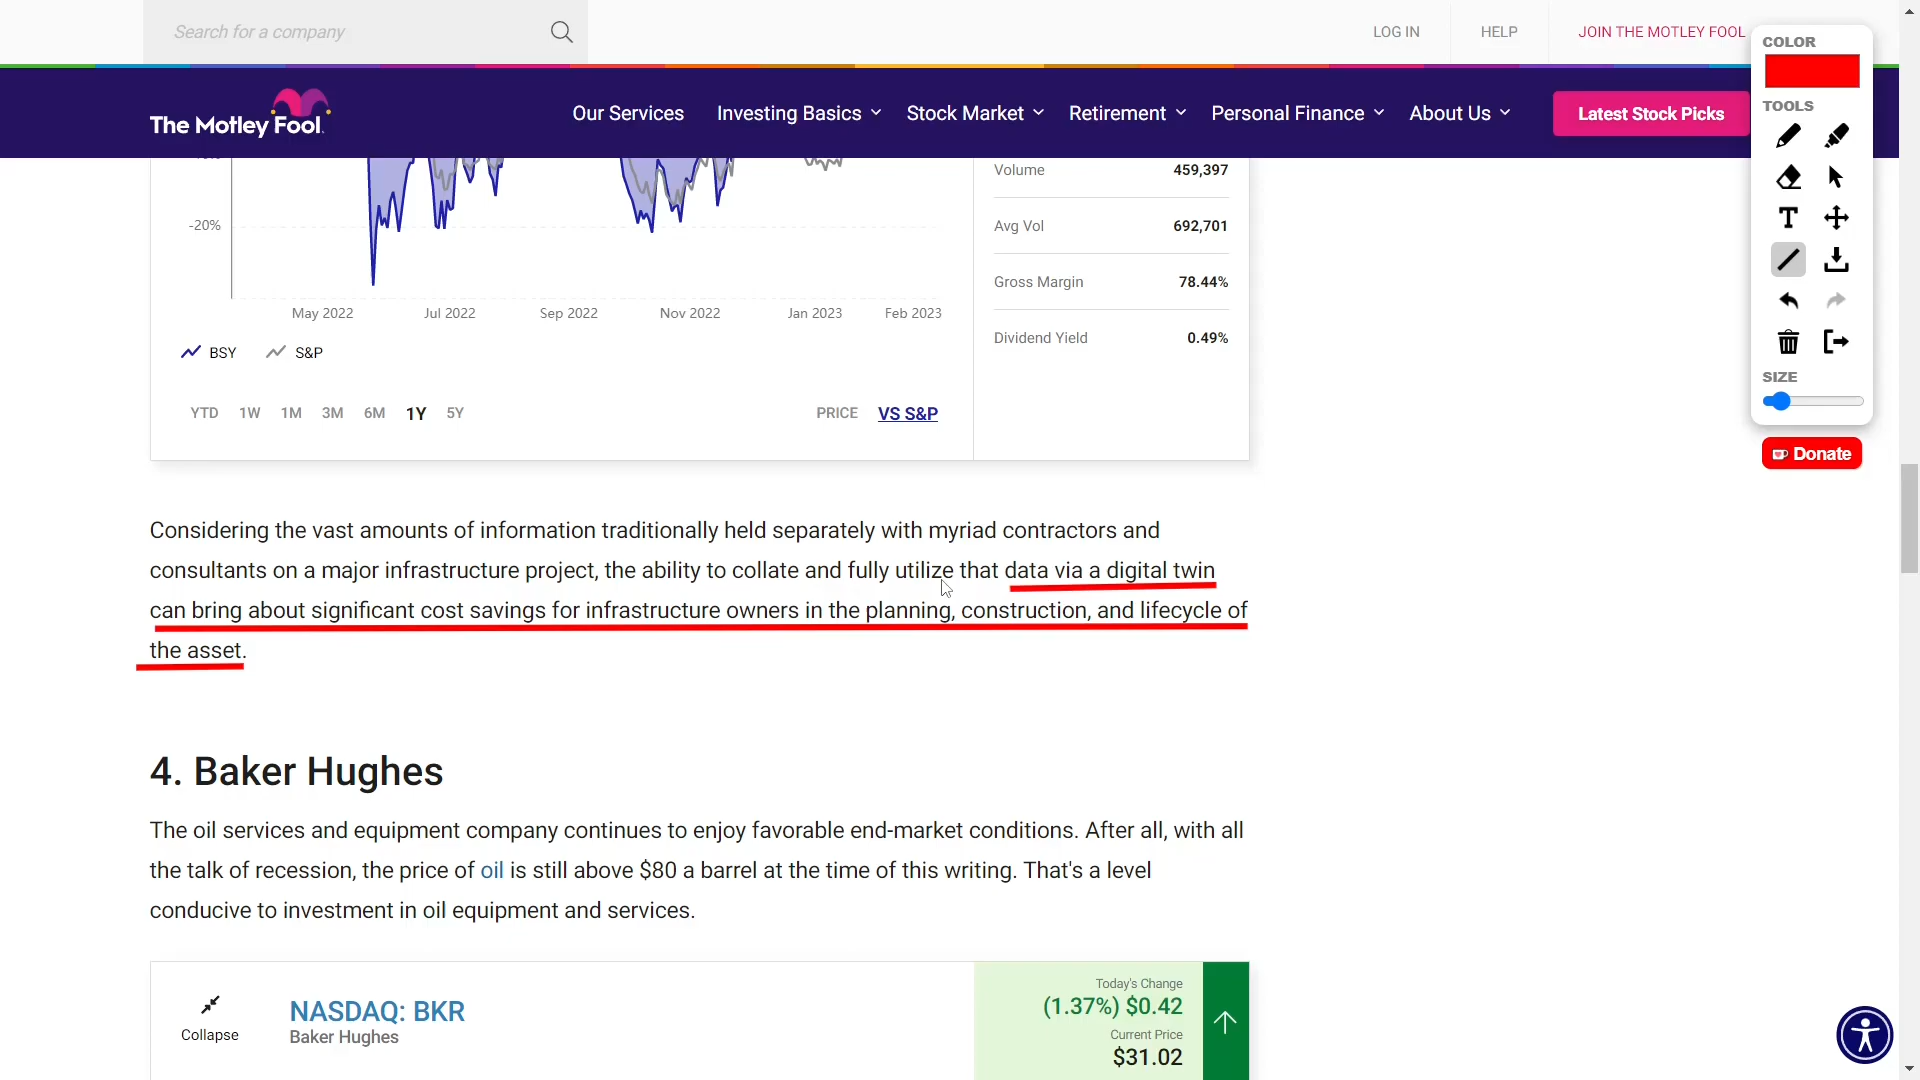 Search for a company
LOG IN
HELP
JOIN THE MOTLEY FOOL
The Motley Fool.
Our Services
Investing Basics
Stock Market
Retirement
Personal Finance
About Us
Latest Stock Picks
COLOR
TOOLS
SIZE
Donate
-20%
May 2022
Jul 2022
Sep 2022
Nov 2022
Jan 2023
Feb 2023
BSY
S&P
YTD 1W 1M 3M 6M 1Y 5Y
PRICE VS S&P
Volume 459,397
Avg Vol 692,701
Gross Margin 78.44%
Dividend Yield 0.49%
Considering the vast amounts of information traditionally held separately with myriad contractors and
consultants on a major infrastructure project, the ability to collate and fully utilize that data via a digital twin
can bring about significant cost savings for infrastructure owners in the planning, construction, and lifecycle of
the asset.
4. Baker Hughes
The oil services and equipment company continues to enjoy favorable end-market conditions. After all, with all
the talk of recession, the price of oil is still above $80 a barrel at the time of this writing. That's a level
conducive to investment in oil equipment and services.
Collapse
NASDAQ: BKR
Baker Hughes
Today's Change
(1.37%) $0.42
Current Price
$31.02